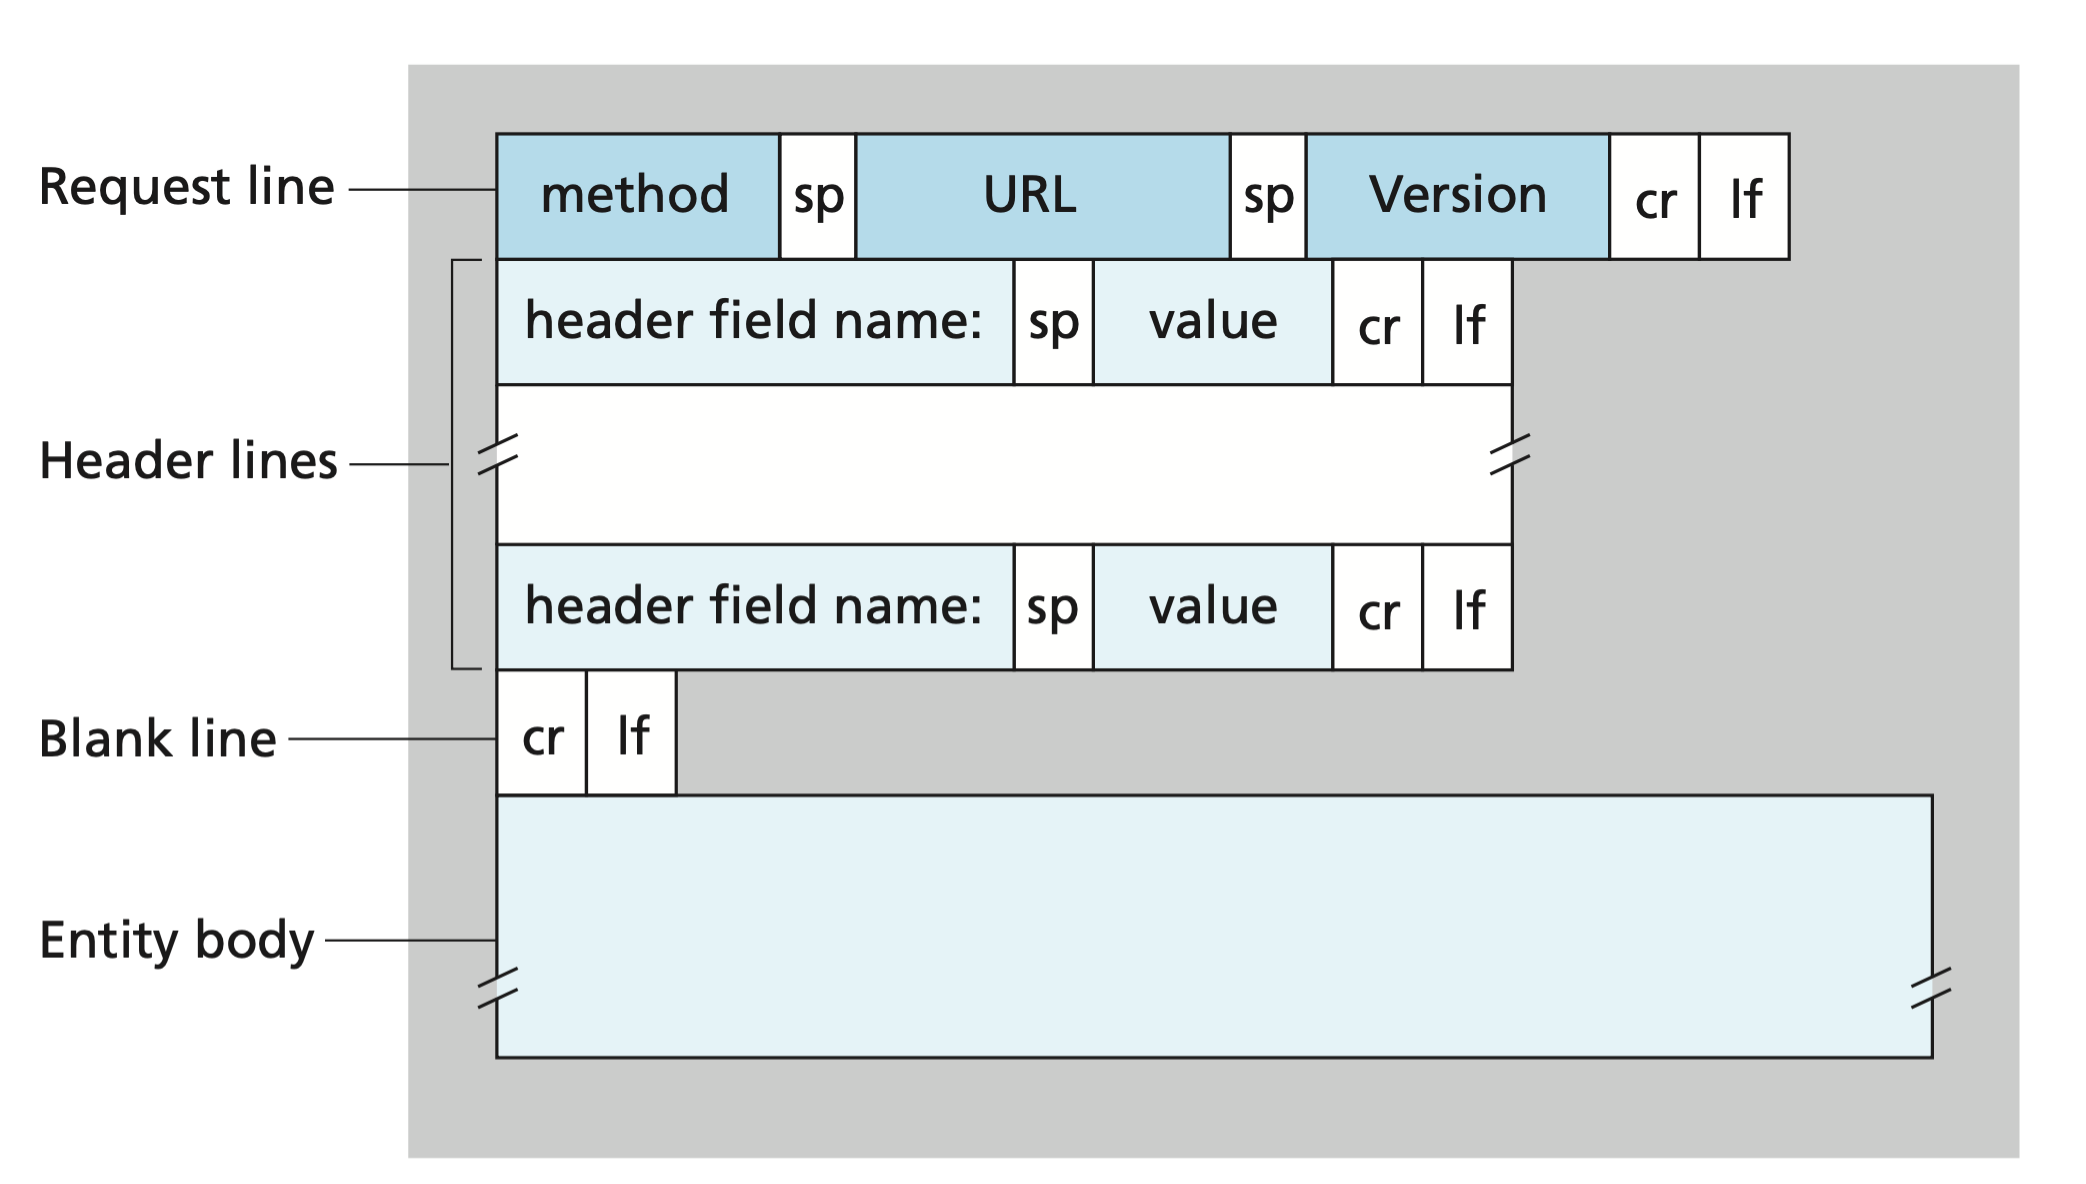 Request line method sp URL sp Version cr lf
header field name: sp value cr lf
Header lines
header field name: sp value cr lf
Blank line cr lf
Entity body